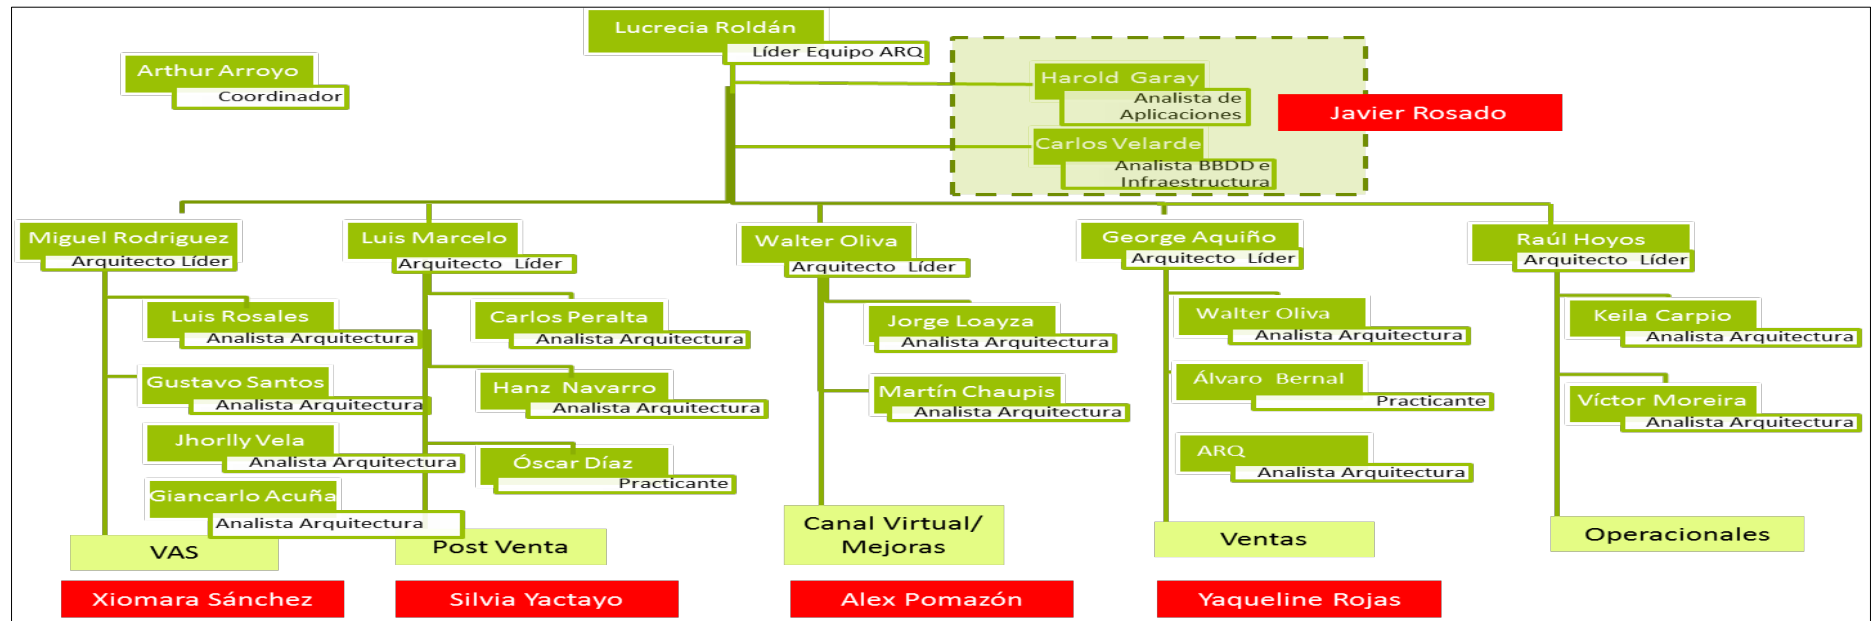 Lucrecia Roldán
Líder Equipo ARQ
Arthur Arroyo
Coordinador
Harold Garay
Analista de
Aplicaciones
Javier Rosado
Carlos Velarde
Analista BBDD e
Infraestructura
Miguel Rodriguez
Arquitecto Líder
Luis Rosales
Analista Arquitectura
Gustavo Santos
Analista Arquitectura
Jhorlly Vela
Analista Arquitectura
Giancarlo Acuña
Analista Arquitectura
VAS
Xiomara Sánchez
Luis Marcelo
Arquitecto Líder
Carlos Peralta
Analista Arquitectura
Hanz Navarro
Analista Arquitectura
Óscar Díaz
Practicante
Post Venta
Silvia Yactayo
Walter Oliva
Arquitecto Líder
Jorge Loayza
Analista Arquitectura
Martín Chaupis
Analista Arquitectura
Canal Virtual/
Mejoras
Alex Pomazón
George Aquiño
Arquitecto Líder
Walter Oliva
Analista Arquitectura
Álvaro Bernal
Practicante
ARQ
Analista Arquitectura
Ventas
Yaqueline Rojas
Raúl Hoyos
Arquitecto Líder
Keila Carpio
Analista Arquitectura
Víctor Moreira
Analista Arquitectura
Operacionales